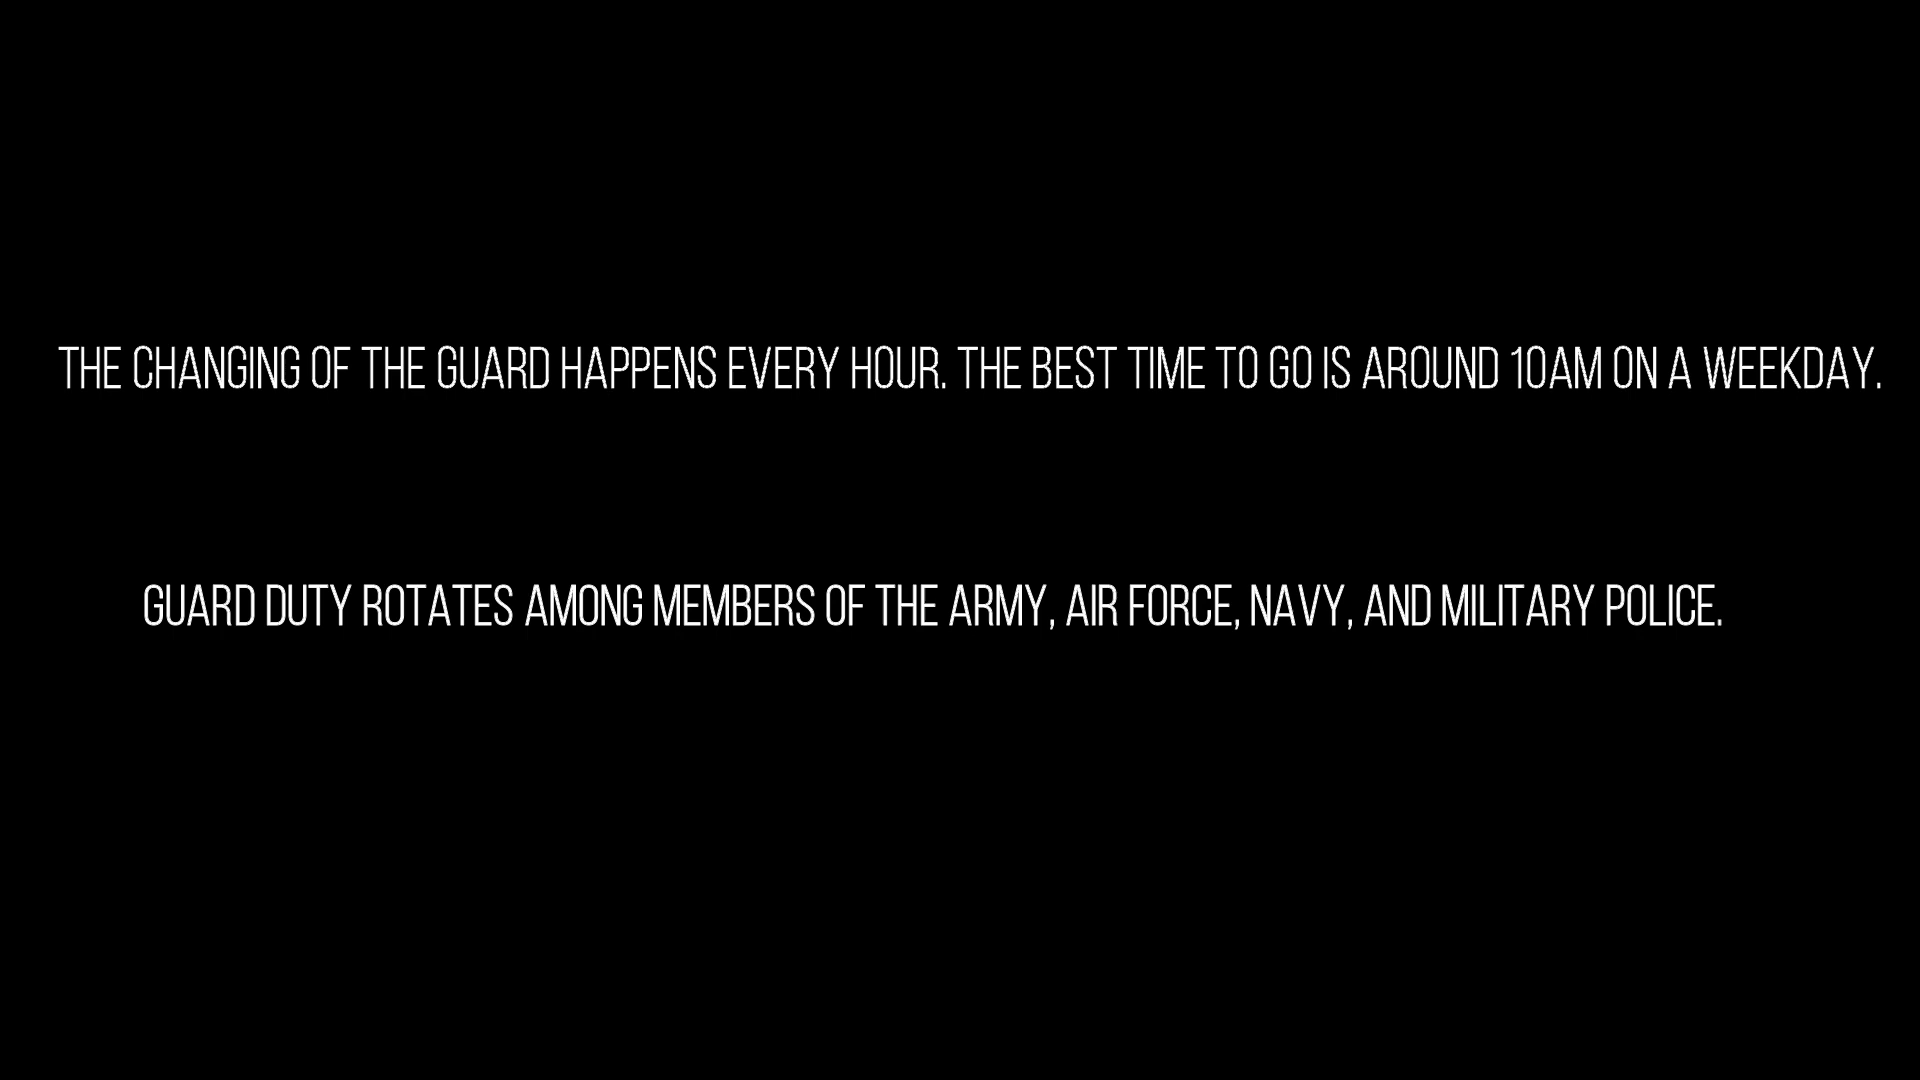 THE CHANGING OF THE GUARD HAPPENS EVERY HOUR. THE BEST TIME TO GO IS AROUND 10AM ON A WEEKDAY.
GUARD DUTY ROTATES AMONG MEMBERS OF THE ARMY, AIR FORCE, NAVY, AND MILITARY POLICE.